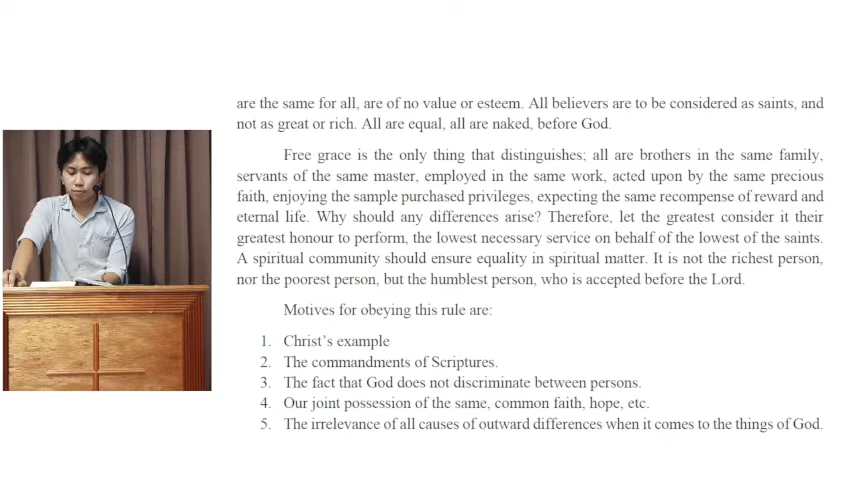 are the same for all, are of no value or esteem. All believers are to be considered as saints, and
not as great or rich. All are equal, all are naked, before God.
Free grace is the only thing that distinguishes; all are brothers in the same family,
servants of the same master, employed in the same work, acted upon by the same precious
faith, enjoying the sample purchased privileges, expecting the same recompense of reward and
eternal life. Why should any differences arise? Therefore, let the greatest consider it their
greatest honour to perform, the lowest necessary service on behalf of the lowest of the saints.
A spiritual community should ensure equality in spiritual matter. It is not the richest person,
nor the poorest person, but the humblest person, who is accepted before the Lord.
Motives for obeying this rule are:
1. Christ's example
2. The commandments of Scriptures.
3. The fact that God does not discriminate between persons.
4. Our joint possession of the same, common faith, hope, etc.
5. The irrelevance of all causes of outward differences when it comes to the things of God.